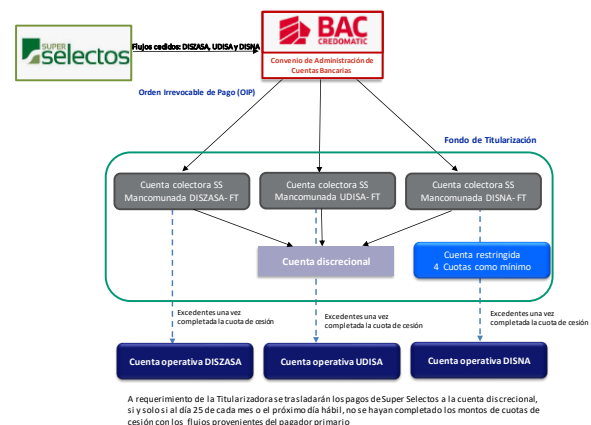 SUPER
selectos
Flujos cedidos: DISZASA, UDISA y DISNA
BAC
CREDOMATIC
Convenio de Administración de
Cuentas Bancarias
Orden Irrevocable de Pago (OIP)
Fondo de Titularización
Cuenta colectora SS
Mancomunada DISZASA- FT
Cuenta colectora SS
Mancomunada UDISA- FT
Cuenta colectora SS
Mancomunada DISNA- FT
Cuenta discrecional
Cuenta restringida
4 Cuotas como mínimo
Excedentes una vez
completada la cuota de cesión
Excedentes una vez
completada la cuota de cesión
Excedentes una vez
completada la cuota de cesión
Cuenta operativa DISZASA
Cuenta operativa UDISA
Cuenta operativa DISNA
A requerimiento de la Titularizadora se trasladarán los pagos de Super Selectos a la cuenta discrecional,
si y solo si al día 25 de cada mes o el próximo día hábil, no se hayan completado los montos de cuotas de
cesión con los flujos provenientes del pagador primario